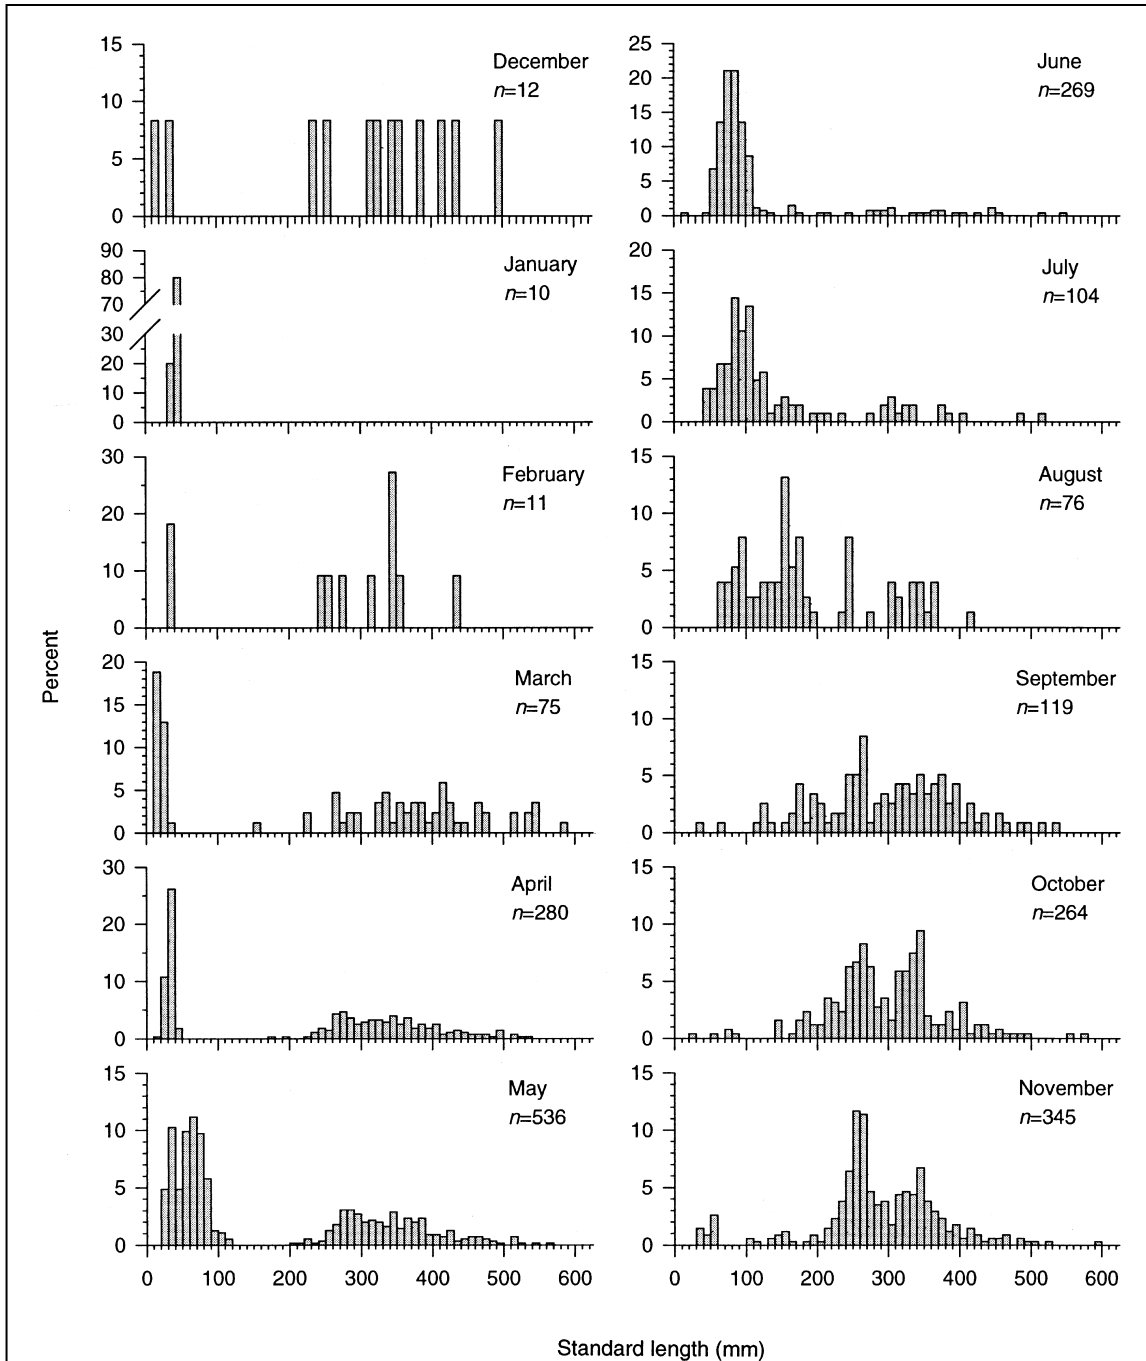 15
10
5
0
December
n=12
90
80
70
30
20
10
0
January
n=10
30
20
10
0
February
n=11
20
15
10
5
0
March
n=75
30
20
10
0
April
n=280
15
10
5
0
May
n=536
0 100 200 300 400 500 600
25
20
15
10
5
0
June
n=269
20
15
10
5
0
July
n=104
15
10
5
0
August
n=76
15
10
5
0
September
n=119
15
10
5
0
October
n=264
15
10
5
0
November
n=345
0 100 200 300 400 500 600
Percent
Standard length (mm)